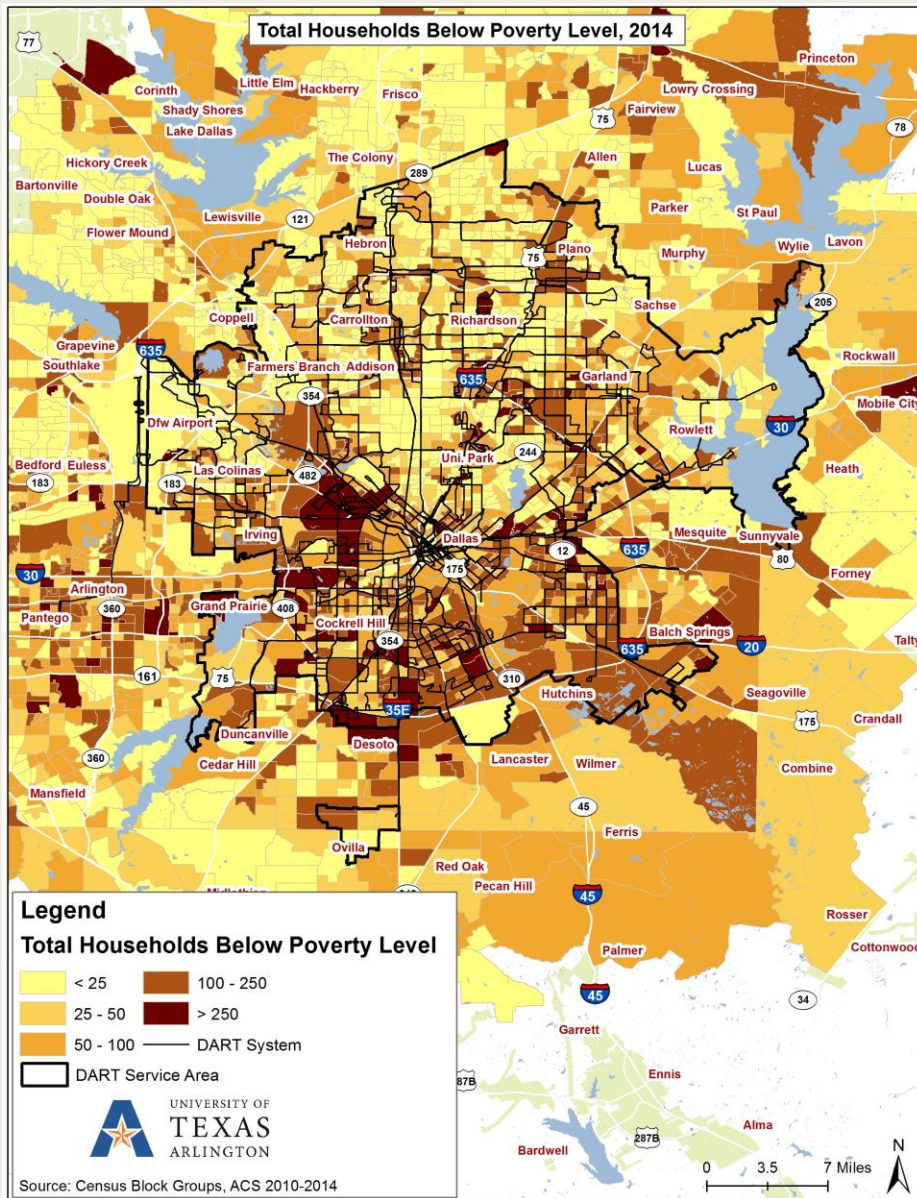 Total Households Below Poverty Level, 2014
77
Princeton
Corinth
Little Elm
Hackberry
Frisco
Lowry Crossing
Shady Shores
Fairview
Lake Dallas
75
78
Hickory Creek
The Colony
Allen
Lucas
Bartonville
289
Double Oak
Parker
St Paul
Lewisville
121
Flower Mound
Hebron
Plano
75
Murphy
Wylie
Lavon
205
Coppell
Carrollton
Richardson
Sachse
Grapevine
635
Rockwall
Southlake
Farmers Branch
Addison
635
Garland
354
Mobile City
Dfw Airport
Rowlett
30
Uni. Park
244
Bedford
Euless
Las Colinas
482
Heath
183
183
Irving
Dallas
12
635
Mesquite
Sunnyvale
80
30
175
Forney
Arlington
360
Grand Prairie
408
Pantego
Cockrell Hill
354
Balch Springs
635
20
Talty
161
75
310
Hutchins
Seagoville
35E
175
Crandall
Duncanville
Desoto
360
Cedar Hill
Lancaster
Wilmer
Combine
Mansfield
45
Ferris
Ovilla
Red Oak
Pecan Hill
45
Rosser
Cottonwood
Palmer
45
34
Garrett
Ennis
287B
Alma
Bardwell
Legend
Total Households Below Poverty Level
< 25
100 - 250
25 - 50
> 250
50 - 100
DART System
DART Service Area
UNIVERSITY OF
TEXAS
ARLINGTON
Source: Census Block Groups, ACS 2010-2014
N
0 3.5 7 Miles